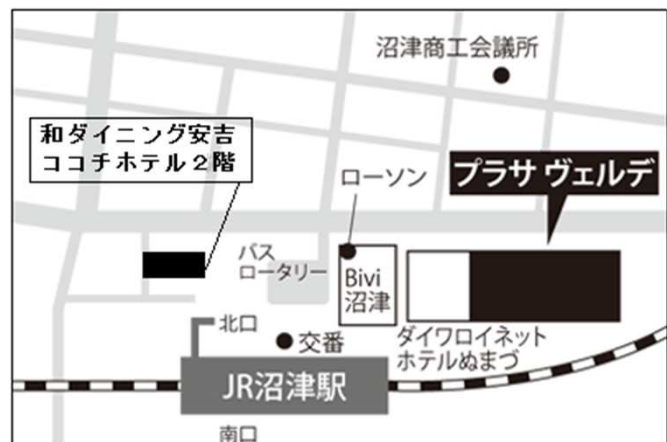 沼津商工会議所
和ダイニング安吉
ココチホテル２階
ローソン
プラサ ヴェルデ
バス
ロータリー
Bivi
沼津
ダイワロイネット
ホテルぬまづ
北口
交番
JR沼津駅
南口